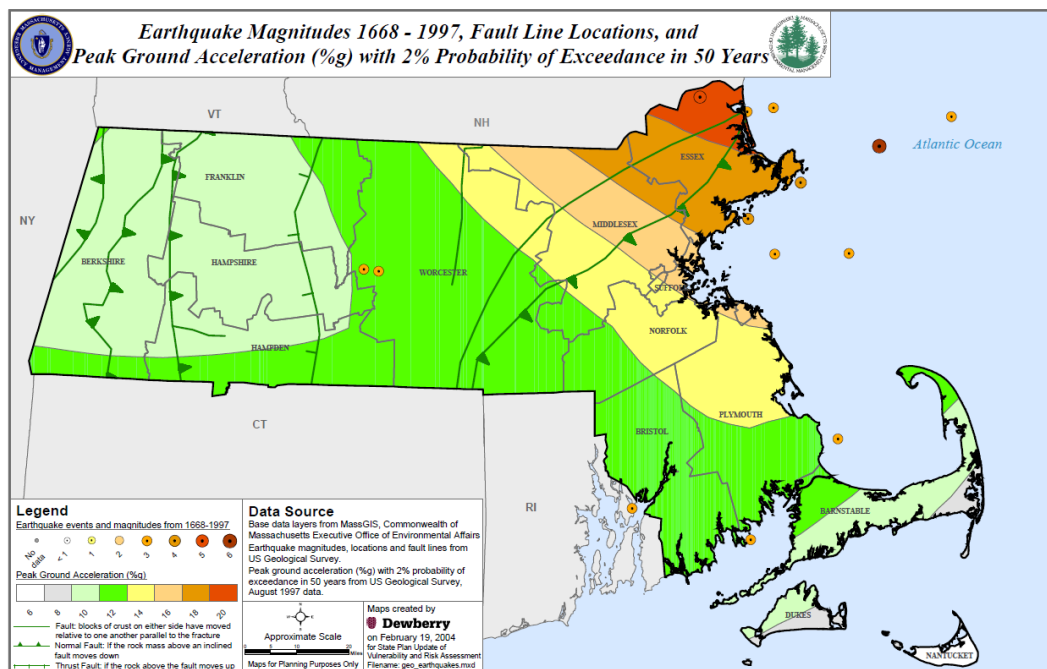 Earthquake Magnitudes 1668 - 1997, Fault Line Locations, and
Peak Ground Acceleration (%g) with 2% Probability of Exceedance in 50 Years
VT
NH
NY
Atlantic Ocean
ESSEX
FRANKLIN
MIDDLESEX
BERKSHIRE
HAMPSHIRE
WORCESTER
SUFFOLK
NORFOLK
HAMPDEN
PLYMOUTH
CT
BRISTOL
RI
BARNSTABLE
DUKES
NANTUCKET
Legend
Earthquake events and magnitudes from 1668-1997
No data
<1
1
2
3
4
5
6
Peak Ground Acceleration (%g)
6
8
10
12
14
16
18
20
Fault: blocks of crust on either side have moved
relative to one another parallel to the fracture
Normal Fault: If the rock mass above an inclined
fault moves down
Thrust Fault: if the rock above the fault moves up
Data Source
Base data layers from MassGIS, Commonwealth of
Massachusetts Executive Office of Environmental Affairs
Earthquake magnitudes, locations and fault lines from
US Geological Survey.
Peak ground acceleration (%g) with 2% probability of
exceedance in 50 years from US Geological Survey,
August 1997 data.
Approximate Scale
0
5
10
20
Miles
Maps for Planning Purposes Only
Maps created by
Dewberry
on February 19, 2004
for State Plan Update of
Vulnerability and Risk Assessment
Filename: geo_earthquakes.mxd